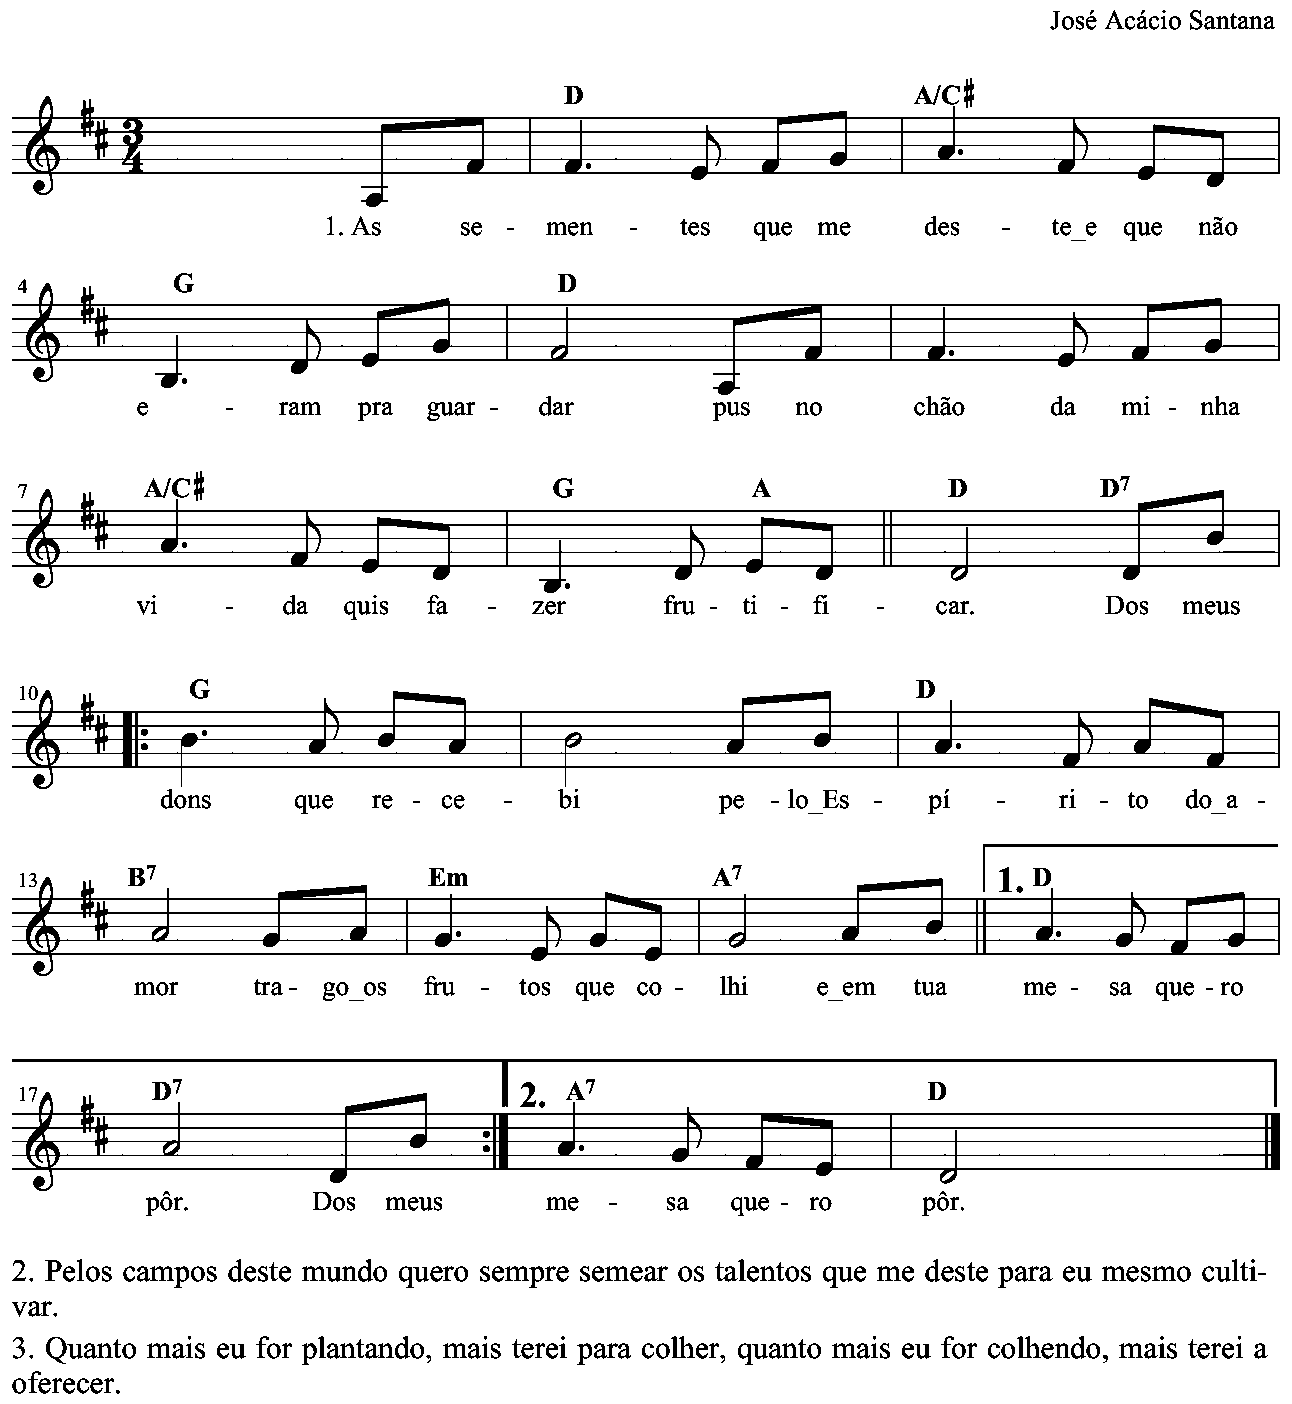 José Acácio Santana
3/4 D A/C♯
1. As se - men - tes que me des - te_e que não
4 G D
e - ram pra guar - dar pus no chão da mi - nha
7 A/C♯ G A D D7
vi - da quis fa - zer fru - ti - fi - car. Dos meus
10 G D
dons que re - ce - bi pe - lo_Es - pí - ri - to do_a -
13 B7 Em A7 1. D
mor tra - go_os fru - tos que co - lhi e_em tua me - sa que - ro
17 D7 2. A7 D
pôr. Dos meus me - sa que - ro pôr.
2. Pelos campos deste mundo quero sempre semear os talentos que me deste para eu mesmo culti-
var.
3. Quanto mais eu for plantando, mais terei para colher, quanto mais eu for colhendo, mais terei a
oferecer.